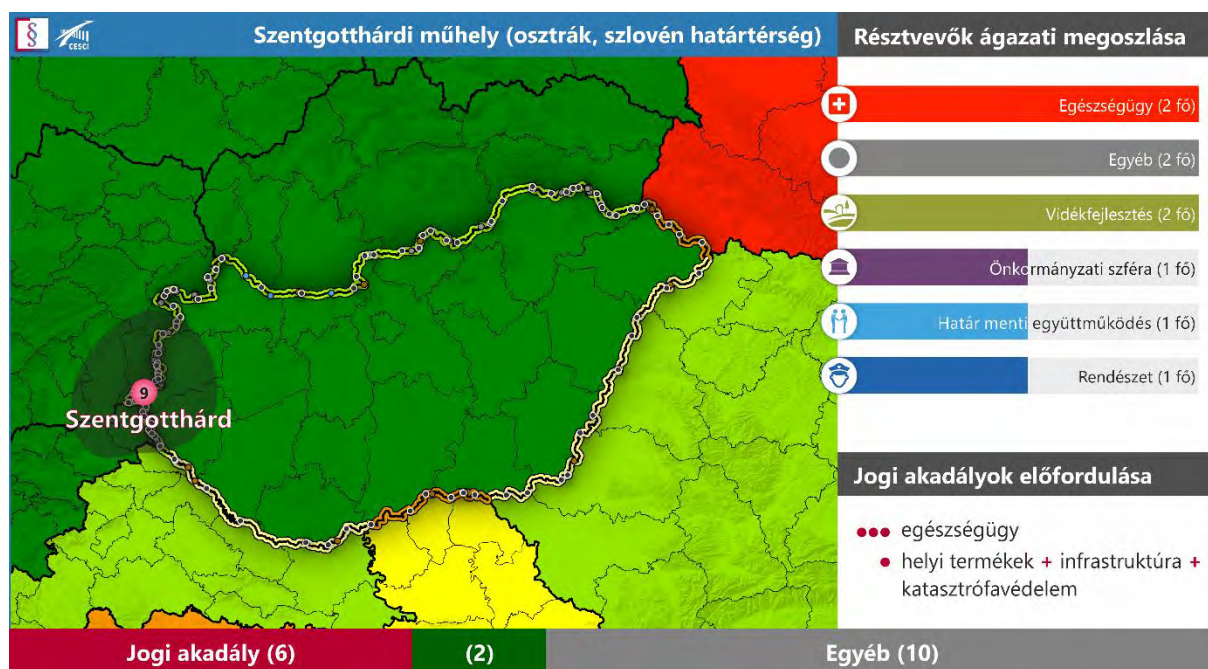 § CESCI
Szentgotthárdi műhely (osztrák, szlovén határtérség)
Résztvevők ágazati megoszlása
Egészségügy (2 fő)
Egyéb (2 fő)
Vidékfejlesztés (2 fő)
Önkormányzati szféra (1 fő)
Határ menti együttműködés (1 fő)
Rendészet (1 fő)
9
Szentgotthárd
Jogi akadályok előfordulása
egészségügy
helyi termékek + infrastruktúra +
katasztrófavédelem
Jogi akadály (6)
(2)
Egyéb (10)